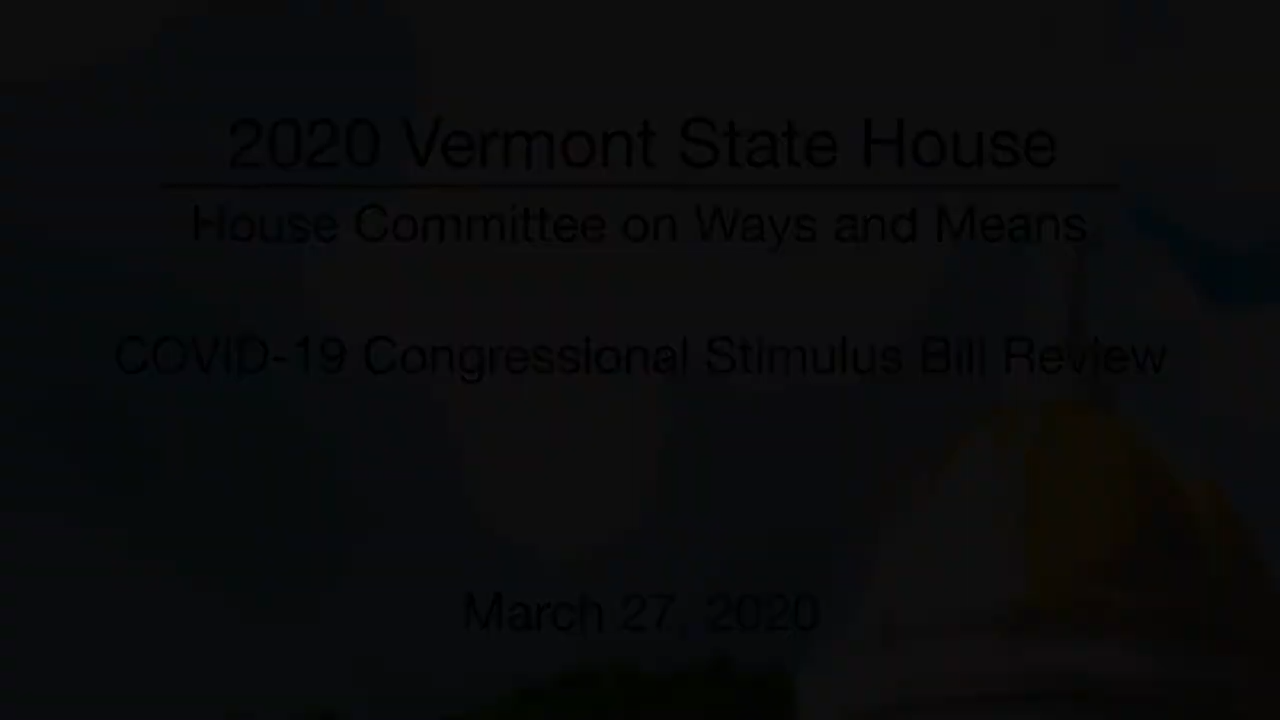 2020 Vermont State House
House Committee on Ways and Means
COVID-19 Congressional Stimulus Bill Review
March 27, 2020